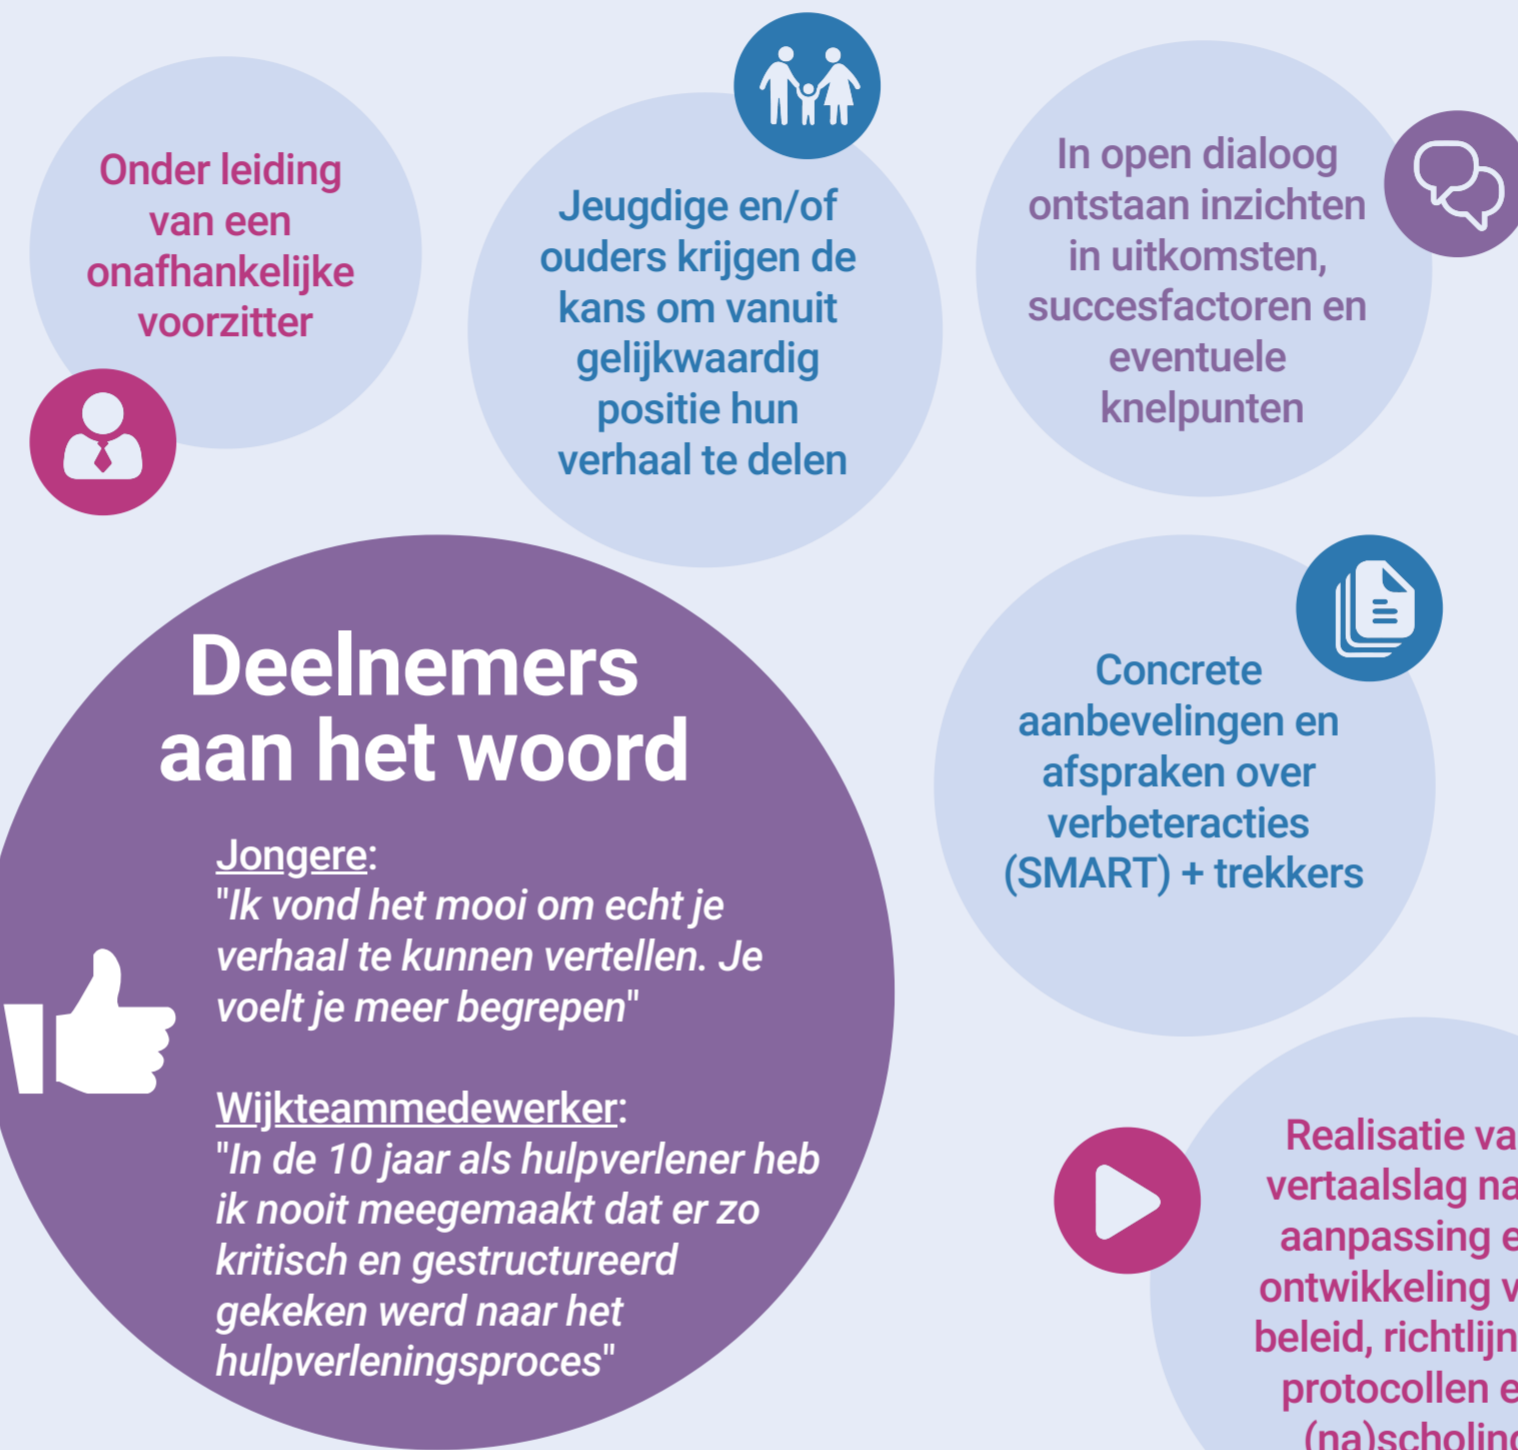 Onder leiding
van een
onafhankelijke
voorzitter
Jeugdige en/of
ouders krijgen de
kans om vanuit
gelijkwaardig
positie hun
verhaal te delen
In open dialoog
ontstaan inzichten
in uitkomsten,
succesfactoren en
eventuele
knelpunten
Deelnemers
aan het woord
Jongere:
"Ik vond het mooi om echt je
verhaal te kunnen vertellen. Je
voelt je meer begrepen"
Wijkteammedewerker:
"In de 10 jaar als hulpverlener heb
ik nooit meegemaakt dat er zo
kritisch en gestructureerd
gekeken werd naar het
hulpverleningsproces"
Concrete
aanbevelingen en
afspraken over
verbeteracties
(SMART) + trekkers
Realisatie
vertaalslag
aanpassing
ontwikkeling
beleid,
protocollen